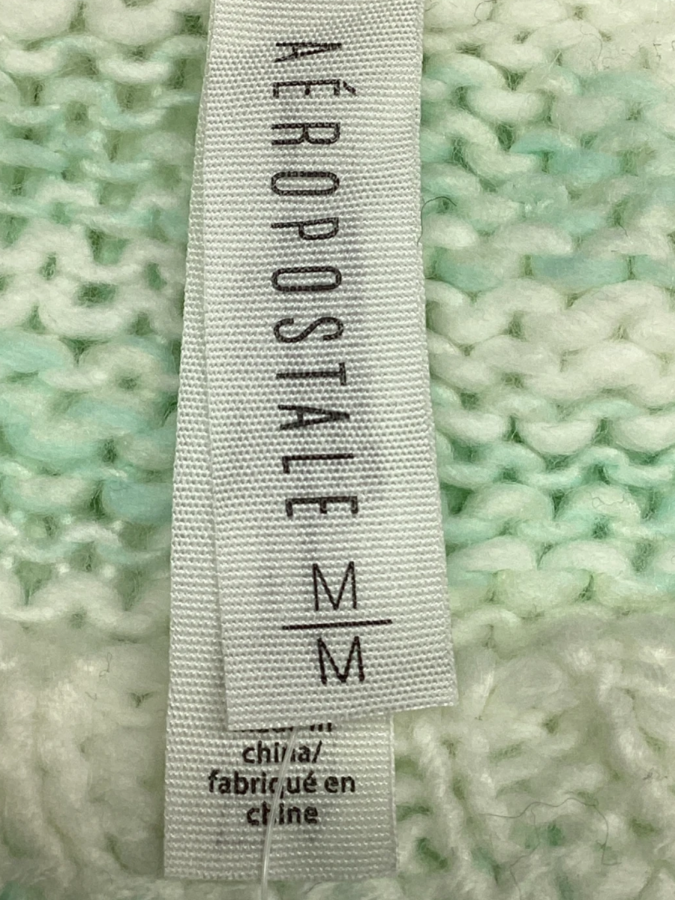 AÉROPOSTALE
M
M
china/
fabriqué en
chine